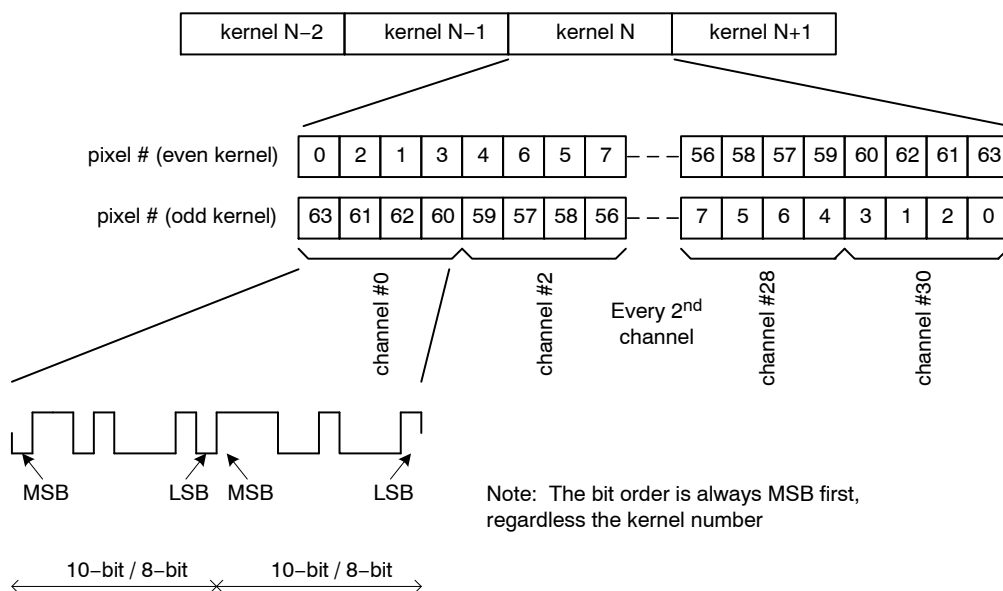 kernel N−2 kernel N−1 kernel N kernel N+1
pixel # (even kernel) 0 2 1 3 4 6 5 7 56 58 57 59 60 62 61 63
pixel # (odd kernel) 63 61 62 60 59 57 58 56 7 5 6 4 3 1 2 0
channel #0
channel #2
Every 2nd
channel
channel #28
channel #30
MSB LSB MSB LSB
Note: The bit order is always MSB first,
regardless the kernel number
10−bit / 8−bit 10−bit / 8−bit